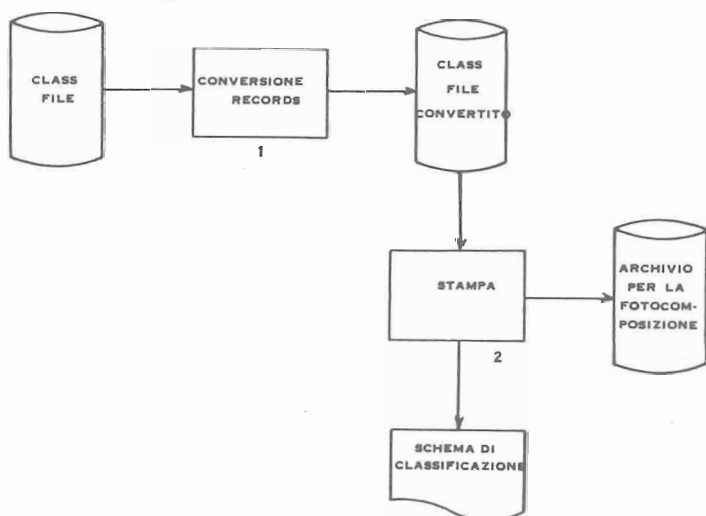 CLASS
FILE
CONVERSIONE
RECORDS
1
CLASS
FILE
CONVERTITO
STAMPA
2
ARCHIVIO
PER LA
FOTOCOM-
POSIZIONE
SCHEMA DI
CLASSIFICAZIONE